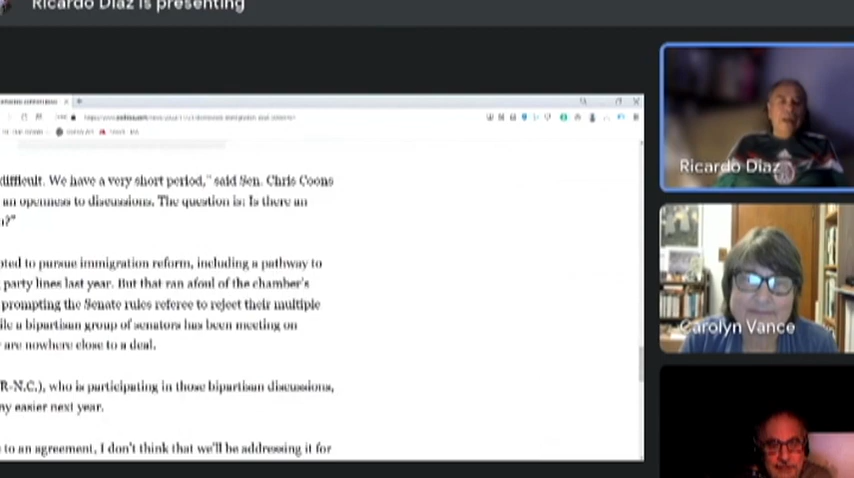 Ricardo Diaz is presenting
difficult. We have a very short period," said Sen. Chris Coons
an openness to discussions. The question is: Is there an
?"
pted to pursue immigration reform, including a pathway to
party lines last year. But that ran afoul of the chamber's
prompting the Senate rules referee to reject their multiple
ile a bipartisan group of senators has been meeting on
are nowhere close to a deal.
R-N.C.), who is participating in those bipartisan discussions,
ny easier next year.
to an agreement, I don't think that we'll be addressing it for
Ricardo Diaz
Carolyn Vance